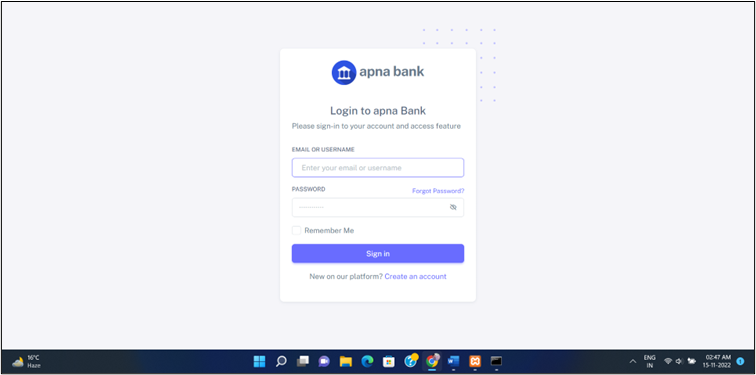 apna bank
Login to apna Bank
Please sign-in to your account and access feature
EMAIL OR USERNAME
Enter your email or username
PASSWORD
Forgot Password?
············
Remember Me
Sign in
New on our platform? Create an account
16°C
Haze
ENG
IN
02:47 AM
15-11-2022